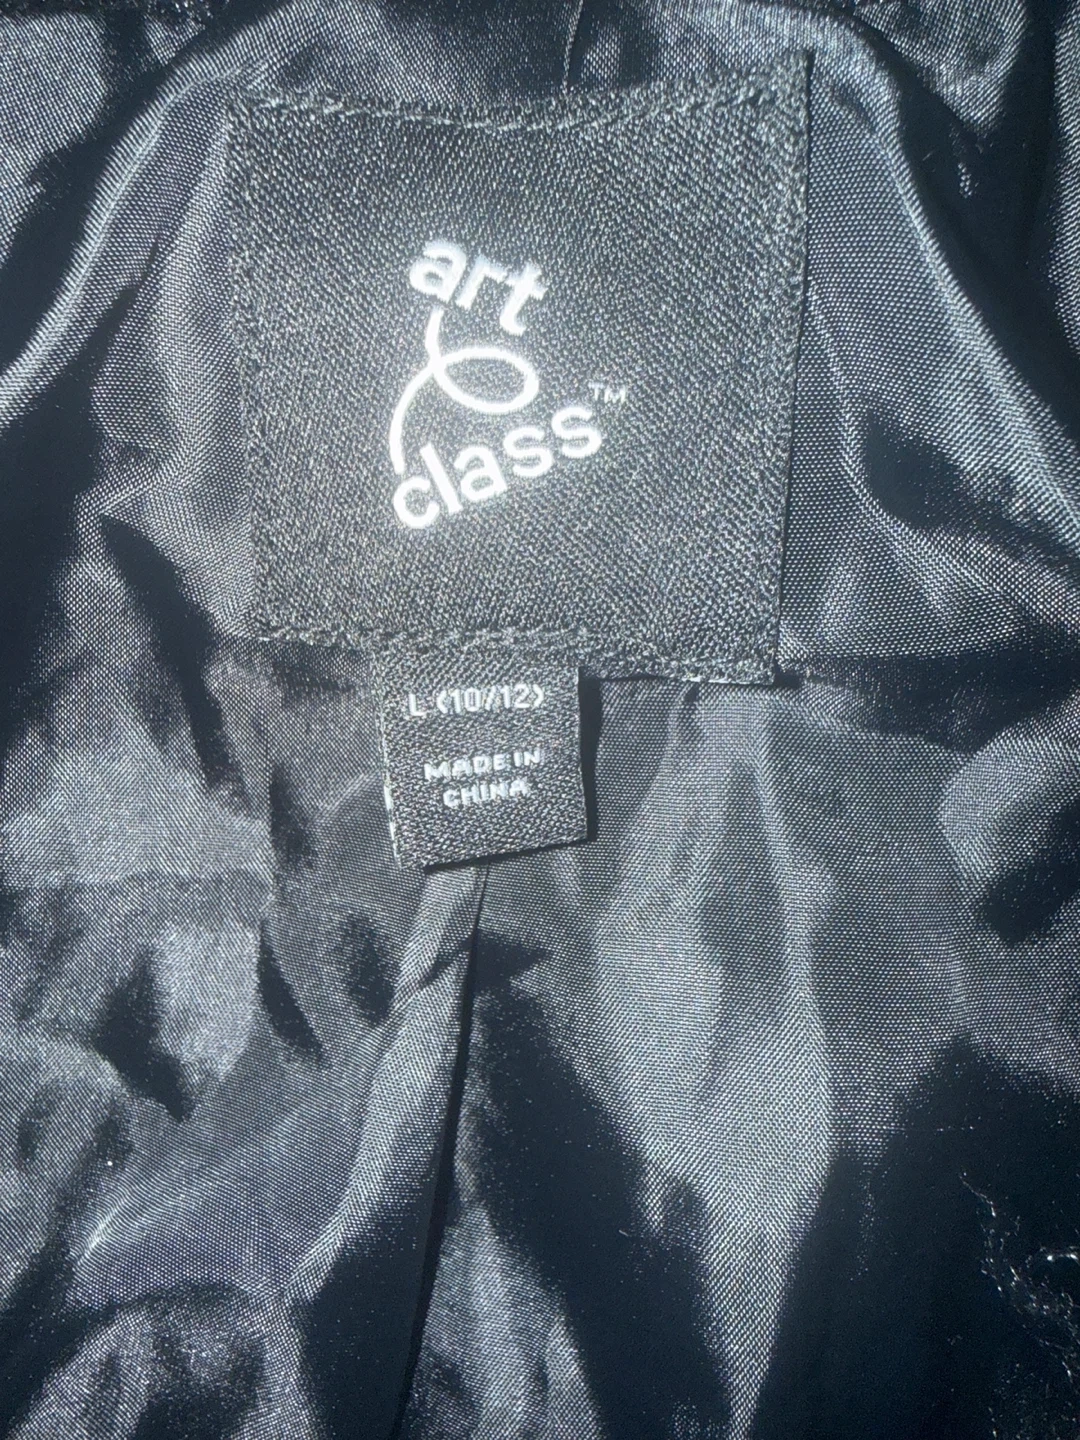 art
class™
L (10/12)
MADE IN
CHINA